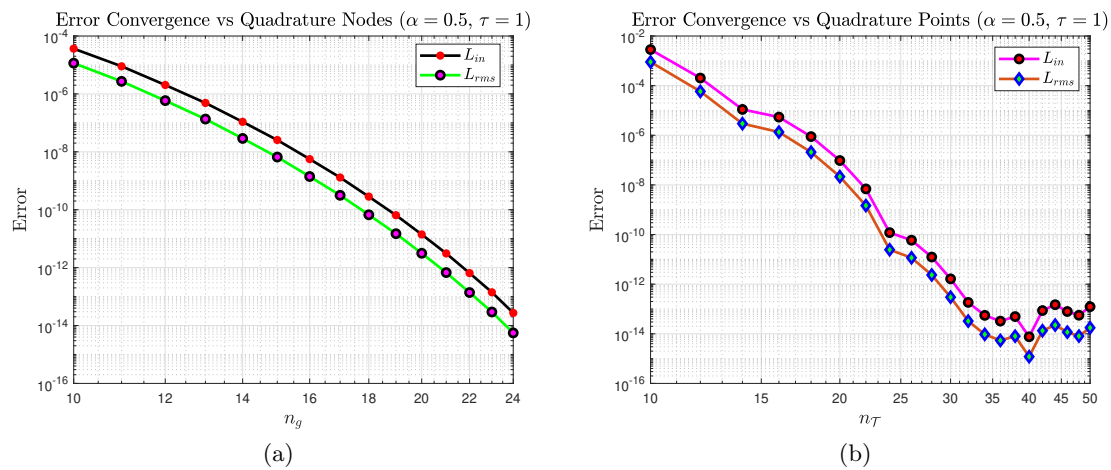 Error Convergence vs Quadrature Nodes (α = 0.5, τ = 1)
10^-4
10^-6
10^-8
10^-10
10^-12
10^-14
10^-16
Error
L_in
L_rms
10 12 14 16 18 20 22 24
n_g
(a)
Error Convergence vs Quadrature Points (α = 0.5, τ = 1)
10^-2
10^-4
10^-6
10^-8
10^-10
10^-12
10^-14
10^-16
Error
L_in
L_rms
10 15 20 25 30 35 40 45 50
n_𝒯
(b)